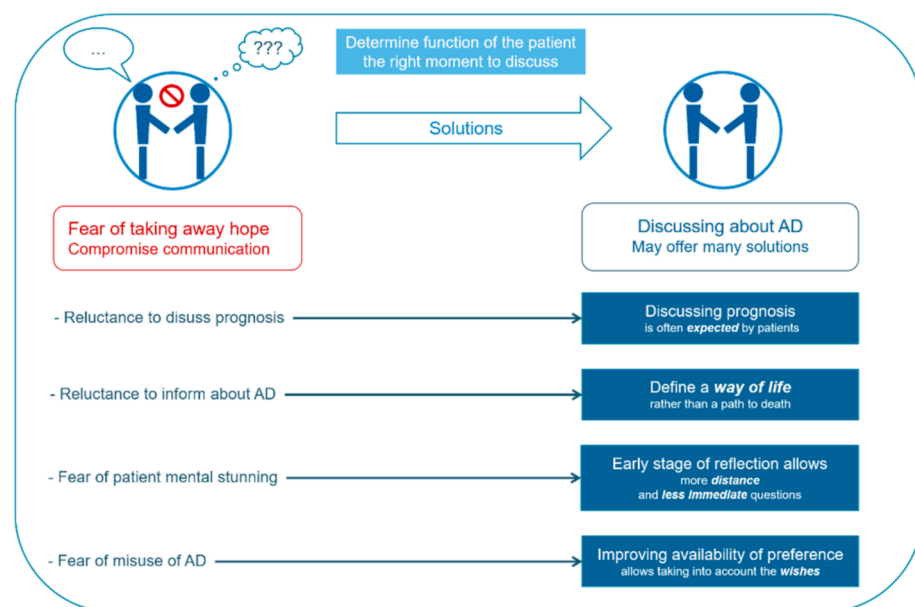 ...
???
Determine function of the patient
the right moment to discuss
Solutions
Fear of taking away hope
Compromise communication
Discussing about AD
May offer many solutions
- Reluctance to disuss prognosis
Discussing prognosis
is often expected by patients
- Reluctance to inform about AD
Define a way of life
rather than a path to death
- Fear of patient mental stunning
Early stage of reflection allows
more distance
and less immediate questions
- Fear of misuse of AD
Improving availability of preference
allows taking into account the wishes